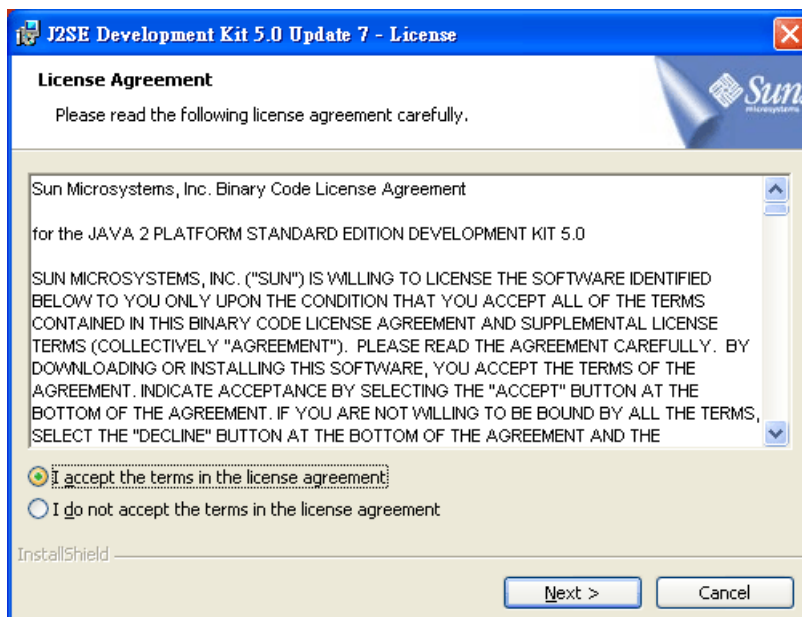 J2SE Development Kit 5.0 Update 7 - License
License Agreement
Please read the following license agreement carefully.
Sun
microsystems
Sun Microsystems, Inc. Binary Code License Agreement
for the JAVA 2 PLATFORM STANDARD EDITION DEVELOPMENT KIT 5.0
SUN MICROSYSTEMS, INC. ("SUN") IS WILLING TO LICENSE THE SOFTWARE IDENTIFIED
BELOW TO YOU ONLY UPON THE CONDITION THAT YOU ACCEPT ALL OF THE TERMS
CONTAINED IN THIS BINARY CODE LICENSE AGREEMENT AND SUPPLEMENTAL LICENSE
TERMS (COLLECTIVELY "AGREEMENT").  PLEASE READ THE AGREEMENT CAREFULLY.  BY
DOWNLOADING OR INSTALLING THIS SOFTWARE, YOU ACCEPT THE TERMS OF THE
AGREEMENT. INDICATE ACCEPTANCE BY SELECTING THE "ACCEPT" BUTTON AT THE
BOTTOM OF THE AGREEMENT. IF YOU ARE NOT WILLING TO BE BOUND BY ALL THE TERMS,
SELECT THE "DECLINE" BUTTON AT THE BOTTOM OF THE AGREEMENT AND THE
I accept the terms in the license agreement
I do not accept the terms in the license agreement
InstallShield
Next >
Cancel